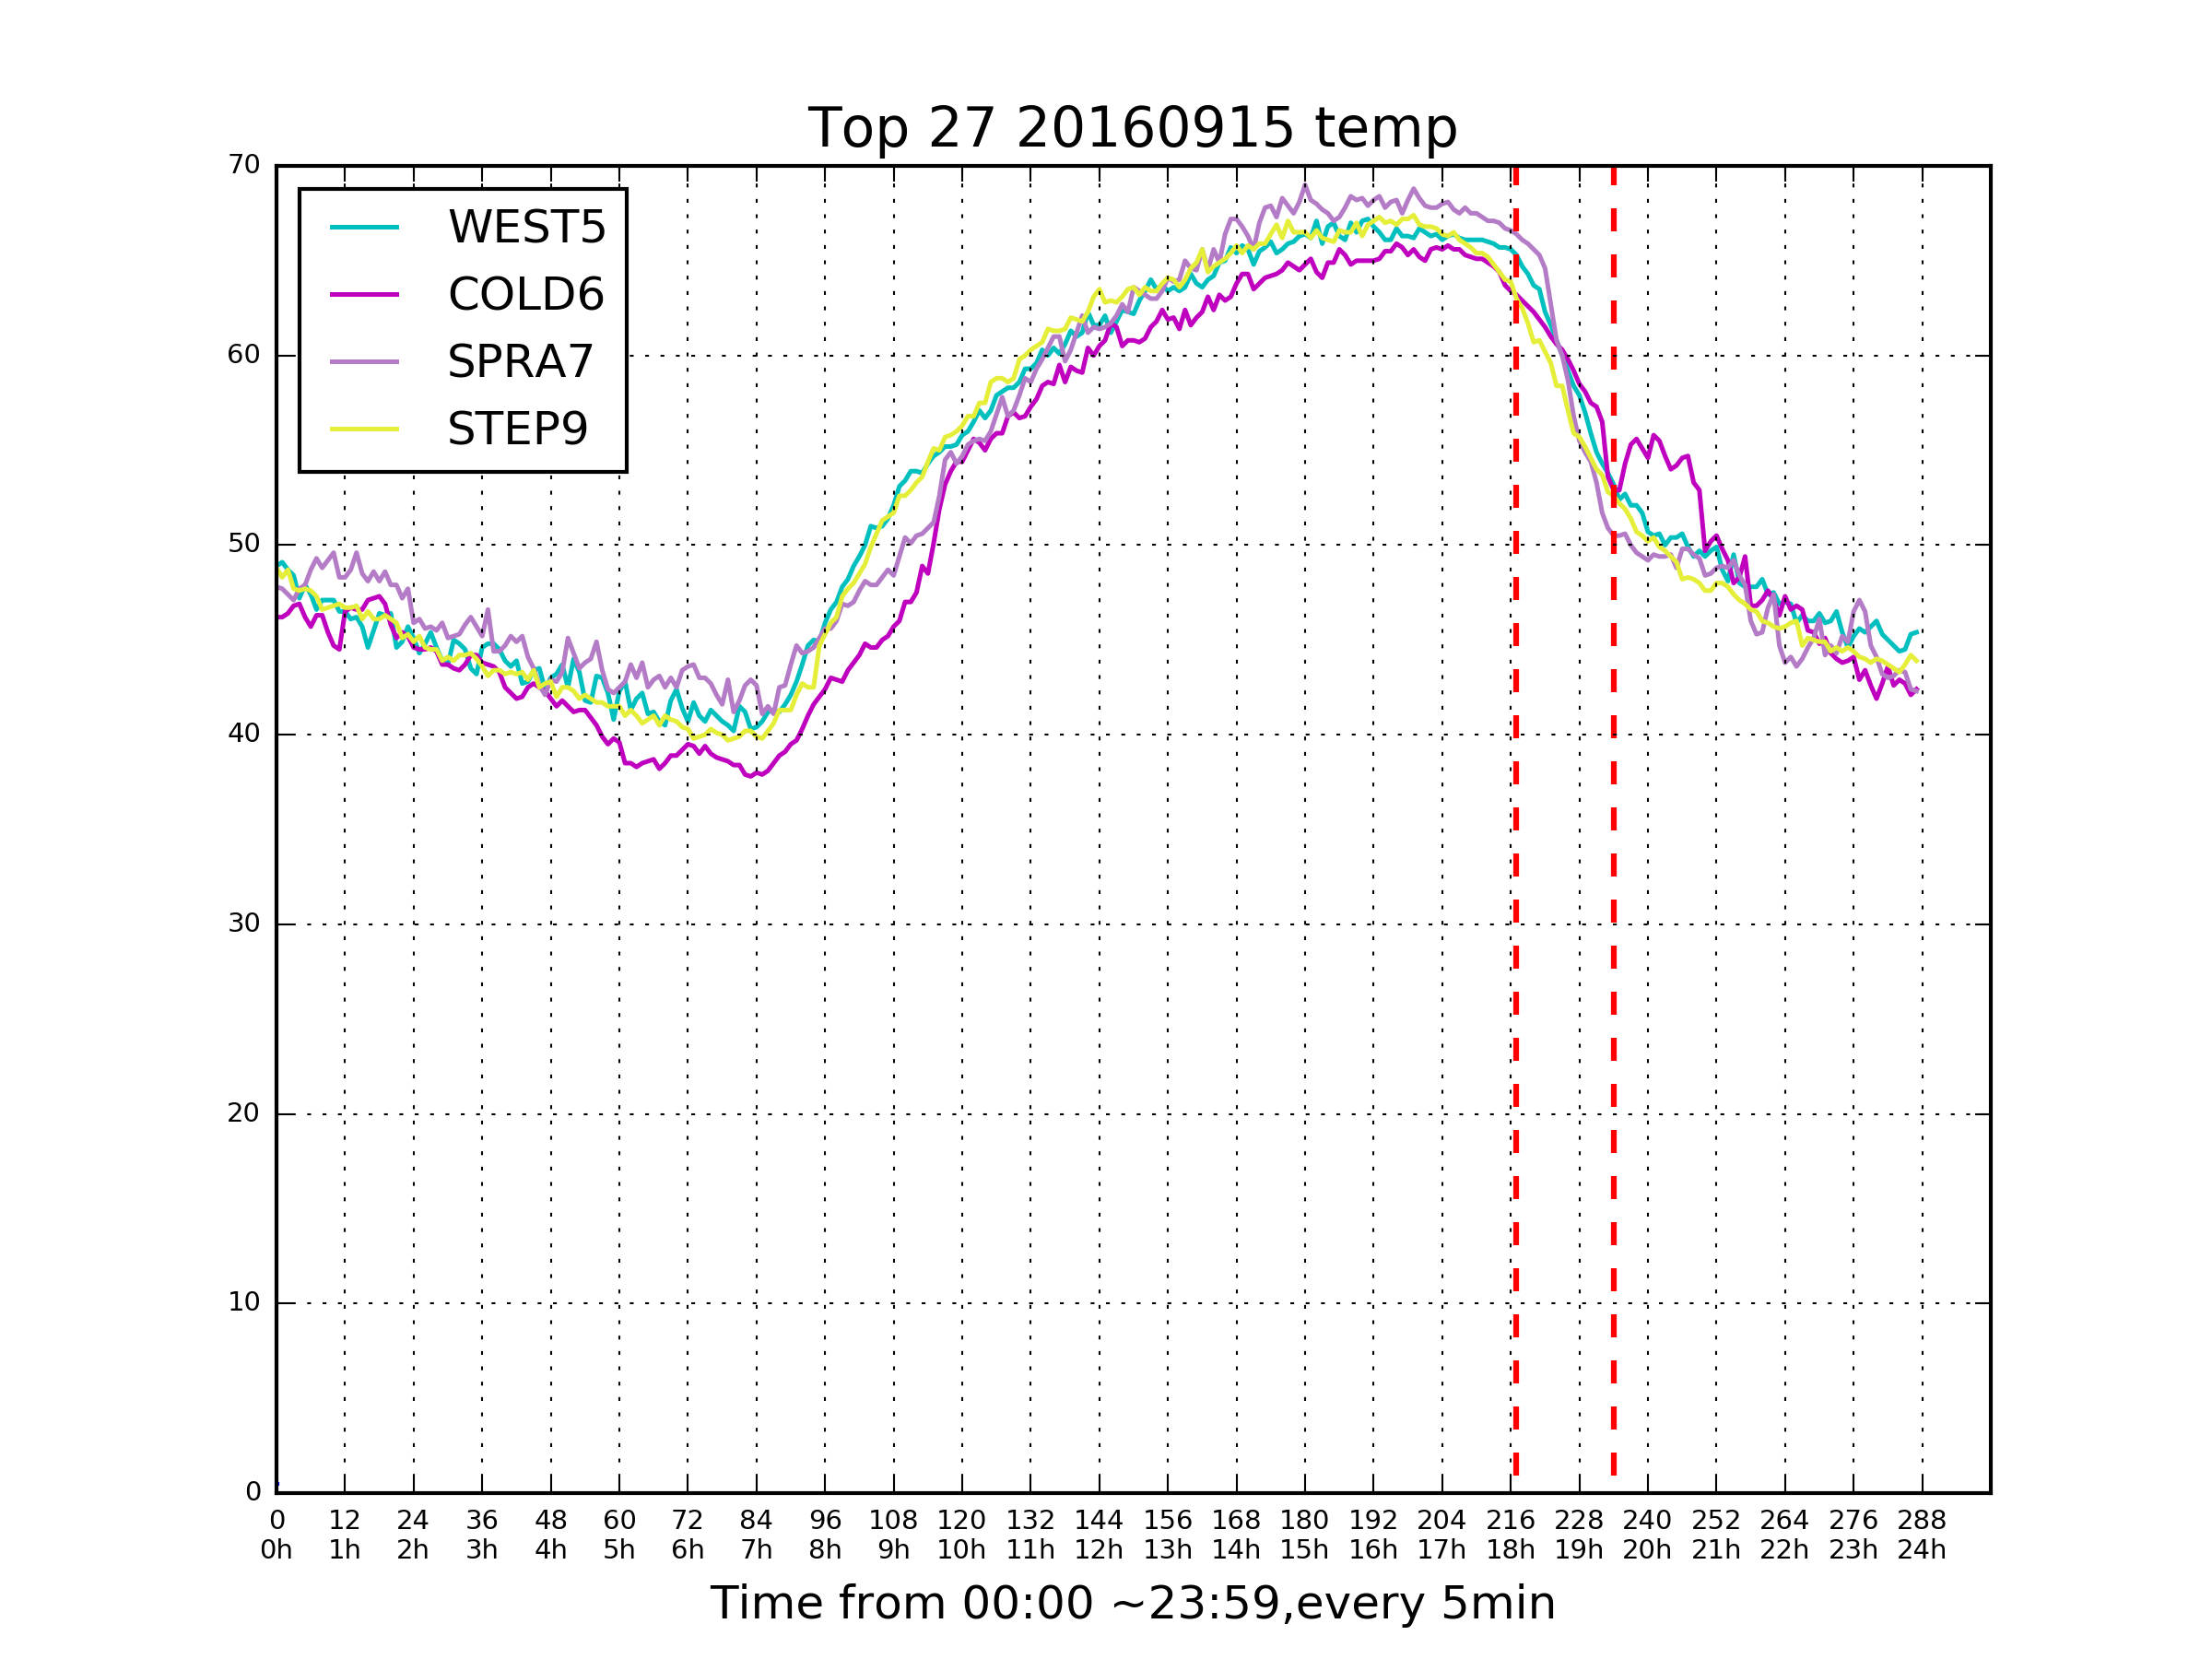 Top 27 20160915 temp
70
60
50
40
30
20
10
0
WEST5
COLD6
SPRA7
STEP9
0 12 24 36 48 60 72 84 96 108 120 132 144 156 168 180 192 204 216 228 240 252 264 276 288
0h 1h 2h 3h 4h 5h 6h 7h 8h 9h 10h 11h 12h 13h 14h 15h 16h 17h 18h 19h 20h 21h 22h 23h 24h
Time from 00:00 ~23:59,every 5min